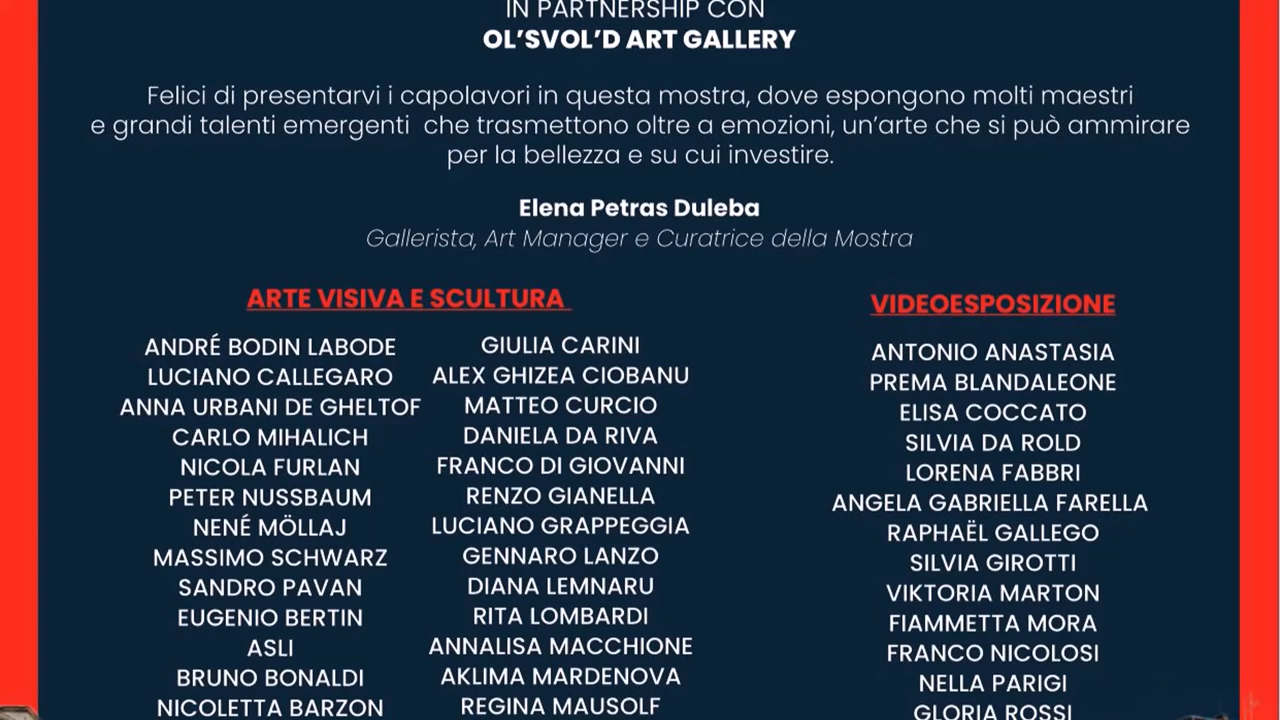 IN PARTNERSHIP CON
OL’SVOL’D ART GALLERY
Felici di presentarvi i capolavori in questa mostra, dove espongono molti maestri
e grandi talenti emergenti che trasmettono oltre a emozioni, un’arte che si può ammirare
per la bellezza e su cui investire.
Elena Petras Duleba
Gallerista, Art Manager e Curatrice della Mostra
ARTE VISIVA E SCULTURA
ANDRÉ BODIN LABODE
LUCIANO CALLEGARO
ANNA URBANI DE GHELTOF
CARLO MIHALICH
NICOLA FURLAN
PETER NUSSBAUM
NENÉ MÖLLAJ
MASSIMO SCHWARZ
SANDRO PAVAN
EUGENIO BERTIN
ASLI
BRUNO BONALDI
NICOLETTA BARZON
GIULIA CARINI
ALEX GHIZEA CIOBANU
MATTEO CURCIO
DANIELA DA RIVA
FRANCO DI GIOVANNI
RENZO GIANELLA
LUCIANO GRAPPEGGIA
GENNARO LANZO
DIANA LEMNARU
RITA LOMBARDI
ANNALISA MACCHIONE
AKLIMA MARDENOVA
REGINA MAUSOLF
VIDEOESPOSIZIONE
ANTONIO ANASTASIA
PREMA BLANDALEONE
ELISA COCCATO
SILVIA DA ROLD
LORENA FABBRI
ANGELA GABRIELLA FARELLA
RAPHAËL GALLEGO
SILVIA GIROTTI
VIKTORIA MARTON
FIAMMETTA MORA
FRANCO NICOLOSI
NELLA PARIGI
GLORIA ROSSI